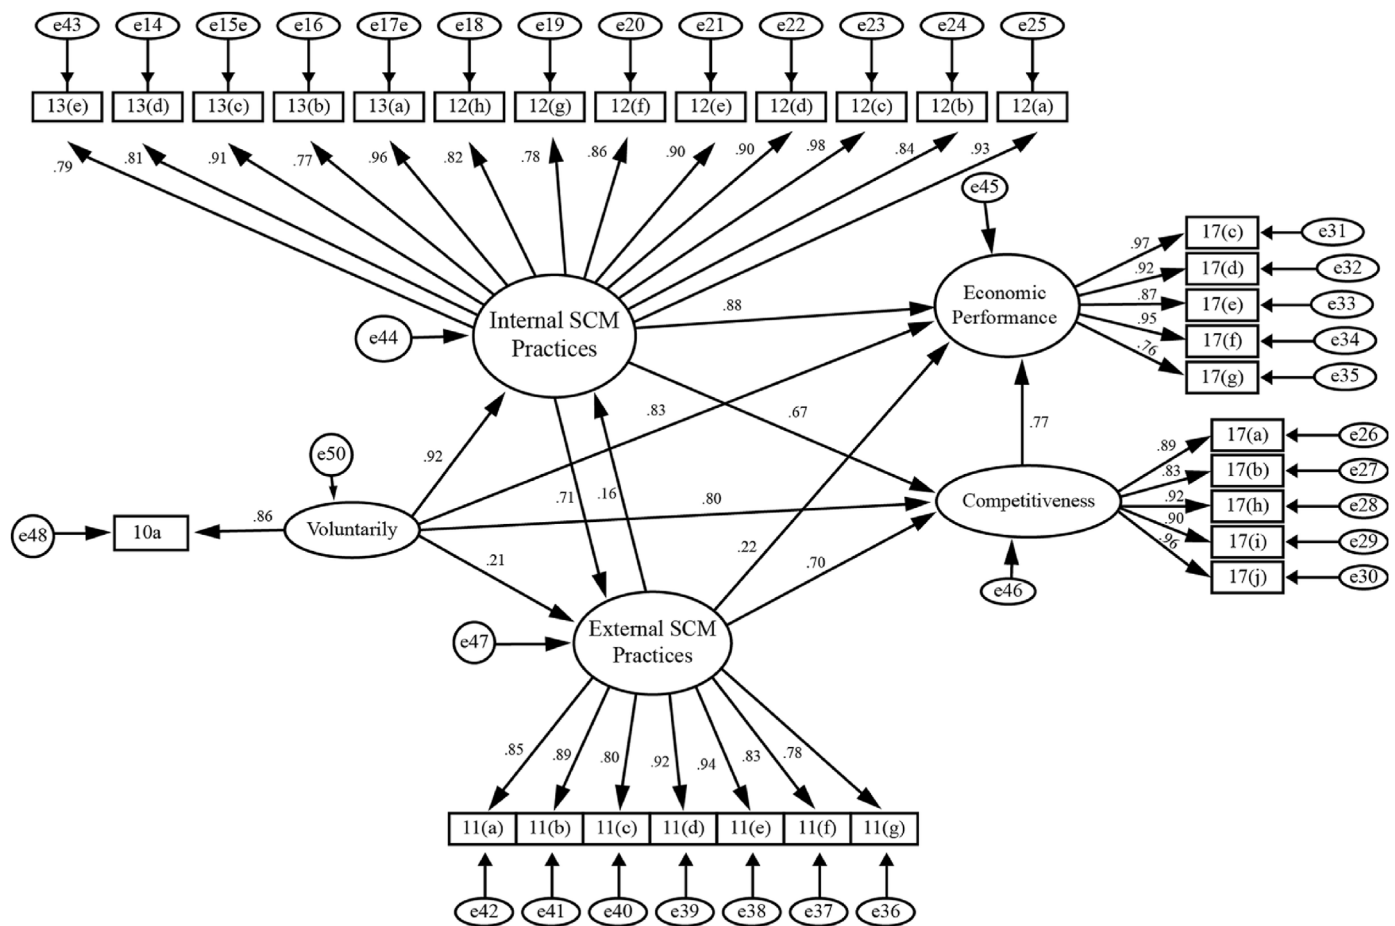 e43 e14 e15e e16 e17e e18 e19 e20 e21 e22 e23 e24 e25
13(e) 13(d) 13(c) 13(b) 13(a) 12(h) 12(g) 12(f) 12(e) 12(d) 12(c) 12(b) 12(a)
.79 .81 .91 .77 .96 .82 .78 .86 .90 .90 .98 .84 .93
e45
.97 17(c) e31
.92 17(d) e32
.87 17(e) e33
.95 17(f) e34
.76 17(g) e35
Economic
Performance
Internal SCM
Practices
e44
.88
.83
.67
.77
.92
e50
.71 .16
.80
.89 17(a) e26
.83 17(b) e27
.92 17(h) e28
.90 17(i) e29
.96 17(j) e30
Competitiveness
e48 10a .86 Voluntarily
.21
.22
.70
e46
e47
External SCM
Practices
.85 .89 .80 .92 .94 .83 .78
11(a) 11(b) 11(c) 11(d) 11(e) 11(f) 11(g)
e42 e41 e40 e39 e38 e37 e36